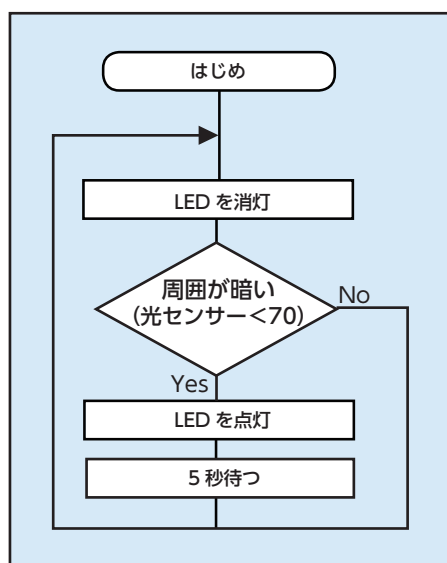 はじめ
LED を消灯
周囲が暗い
(光センサー<70)
No
Yes
LED を点灯
5 秒待つ